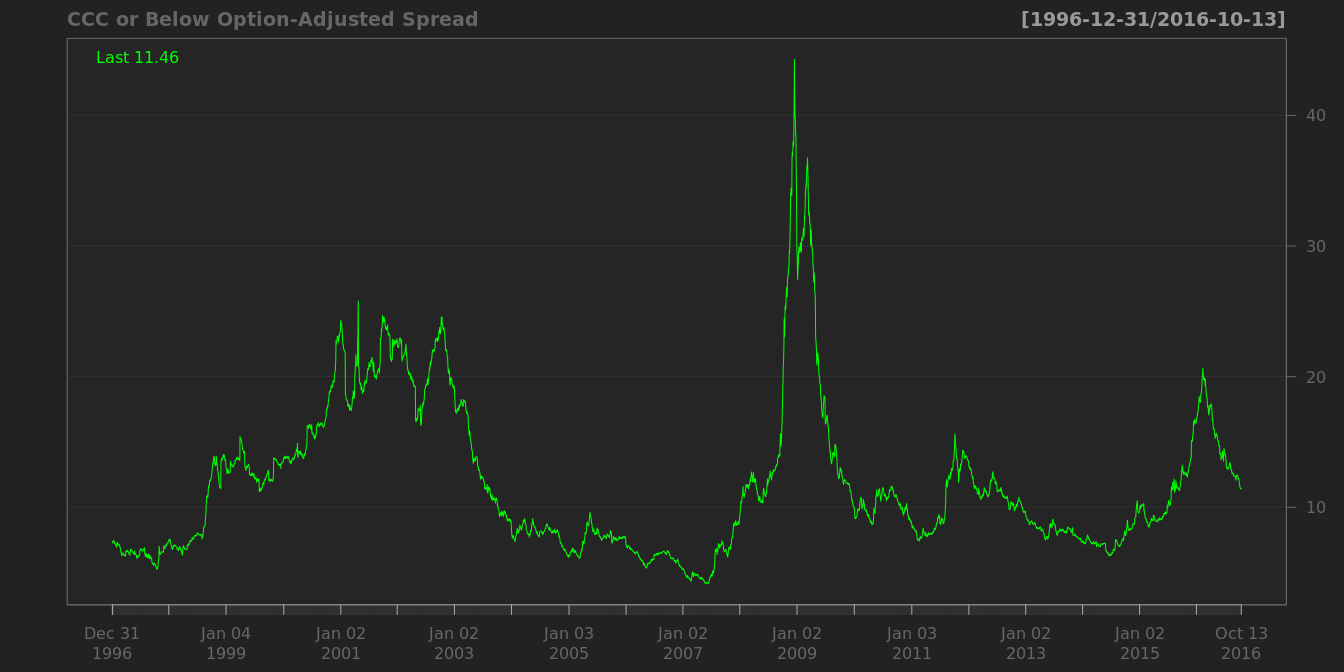 CCC or Below Option-Adjusted Spread [1996-12-31/2016-10-13]
Last 11.46
40
30
20
10
Dec 31 Jan 04 Jan 02 Jan 02 Jan 03 Jan 02 Jan 02 Jan 03 Jan 02 Jan 02 Oct 13
1996 1999 2001 2003 2005 2007 2009 2011 2013 2015 2016